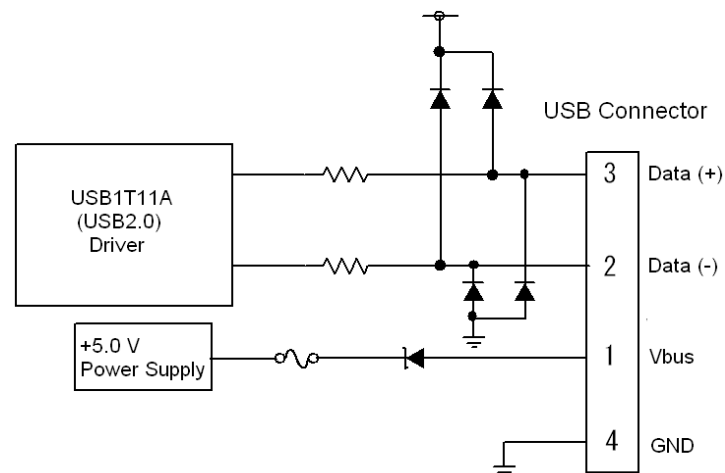 USB Connector
USB1T11A
(USB2.0)
Driver
3 Data (+)
2 Data (-)
+5.0 V
Power Supply
1 Vbus
4 GND